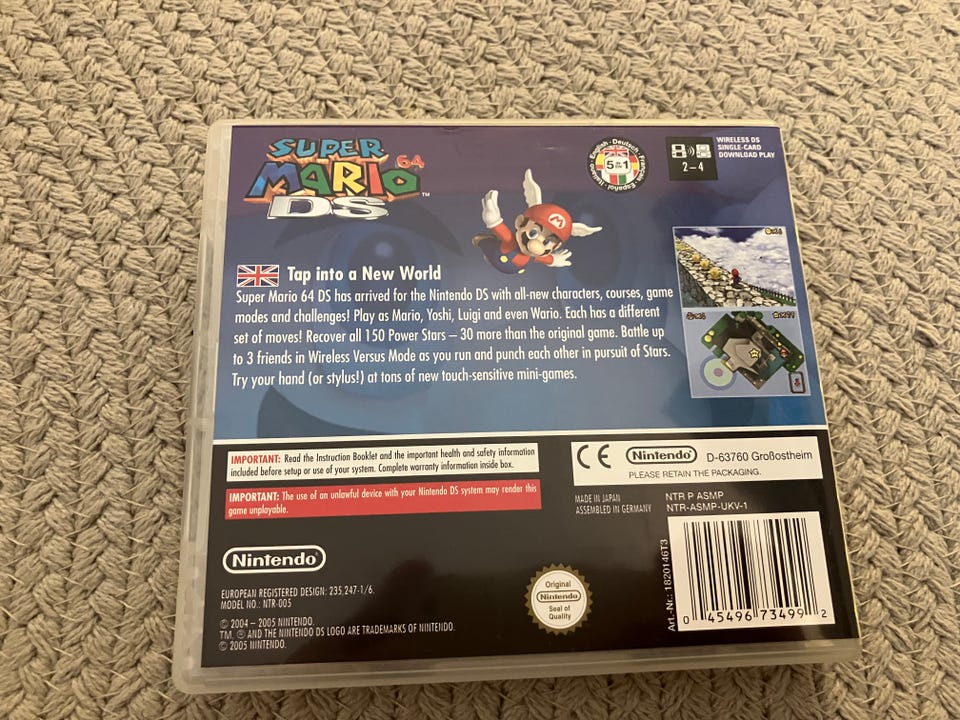 SUPER
MARIO 64
DS™
English · Deutsch · Français · Español · Italiano
5 in 1
2–4
WIRELESS DS
SINGLE-CARD
DOWNLOAD PLAY
Tap into a New World
Super Mario 64 DS has arrived for the Nintendo DS with all-new characters, courses, game
modes and challenges! Play as Mario, Yoshi, Luigi and even Wario. Each has a different
set of moves! Recover all 150 Power Stars – 30 more than the original game. Battle up
to 3 friends in Wireless Versus Mode as you run and punch each other in pursuit of Stars.
Try your hand (or stylus!) at tons of new touch-sensitive mini-games.
IMPORTANT: Read the Instruction Booklet and the important health and safety information
included before setup or use of your system. Complete warranty information inside box.
IMPORTANT: The use of an unlawful device with your Nintendo DS system may render this
game unplayable.
CE Nintendo D-63760 Großostheim
PLEASE RETAIN THE PACKAGING.
MADE IN JAPAN
ASSEMBLED IN GERMANY
NTR P ASMP
NTR-ASMP-UKV-1
Nintendo
EUROPEAN REGISTERED DESIGN: 235,247-1/6.
MODEL NO.: NTR-005
© 2004 – 2005 NINTENDO.
TM, ® AND THE NINTENDO DS LOGO ARE TRADEMARKS OF NINTENDO.
© 2005 NINTENDO.
Original
Nintendo
Seal of
Quality
Art.-Nr.: 1820146T3
0 45496 73499 2